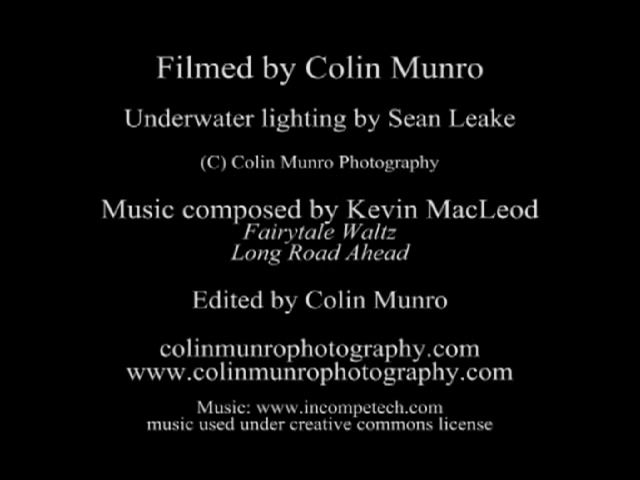 Filmed by Colin Munro
Underwater lighting by Sean Leake
(C) Colin Munro Photography
Music composed by Kevin MacLeod
Fairytale Waltz
Long Road Ahead
Edited by Colin Munro
colinmunrophotography.com
www.colinmunrophotography.com
Music: www.incompetech.com
music used under creative commons license